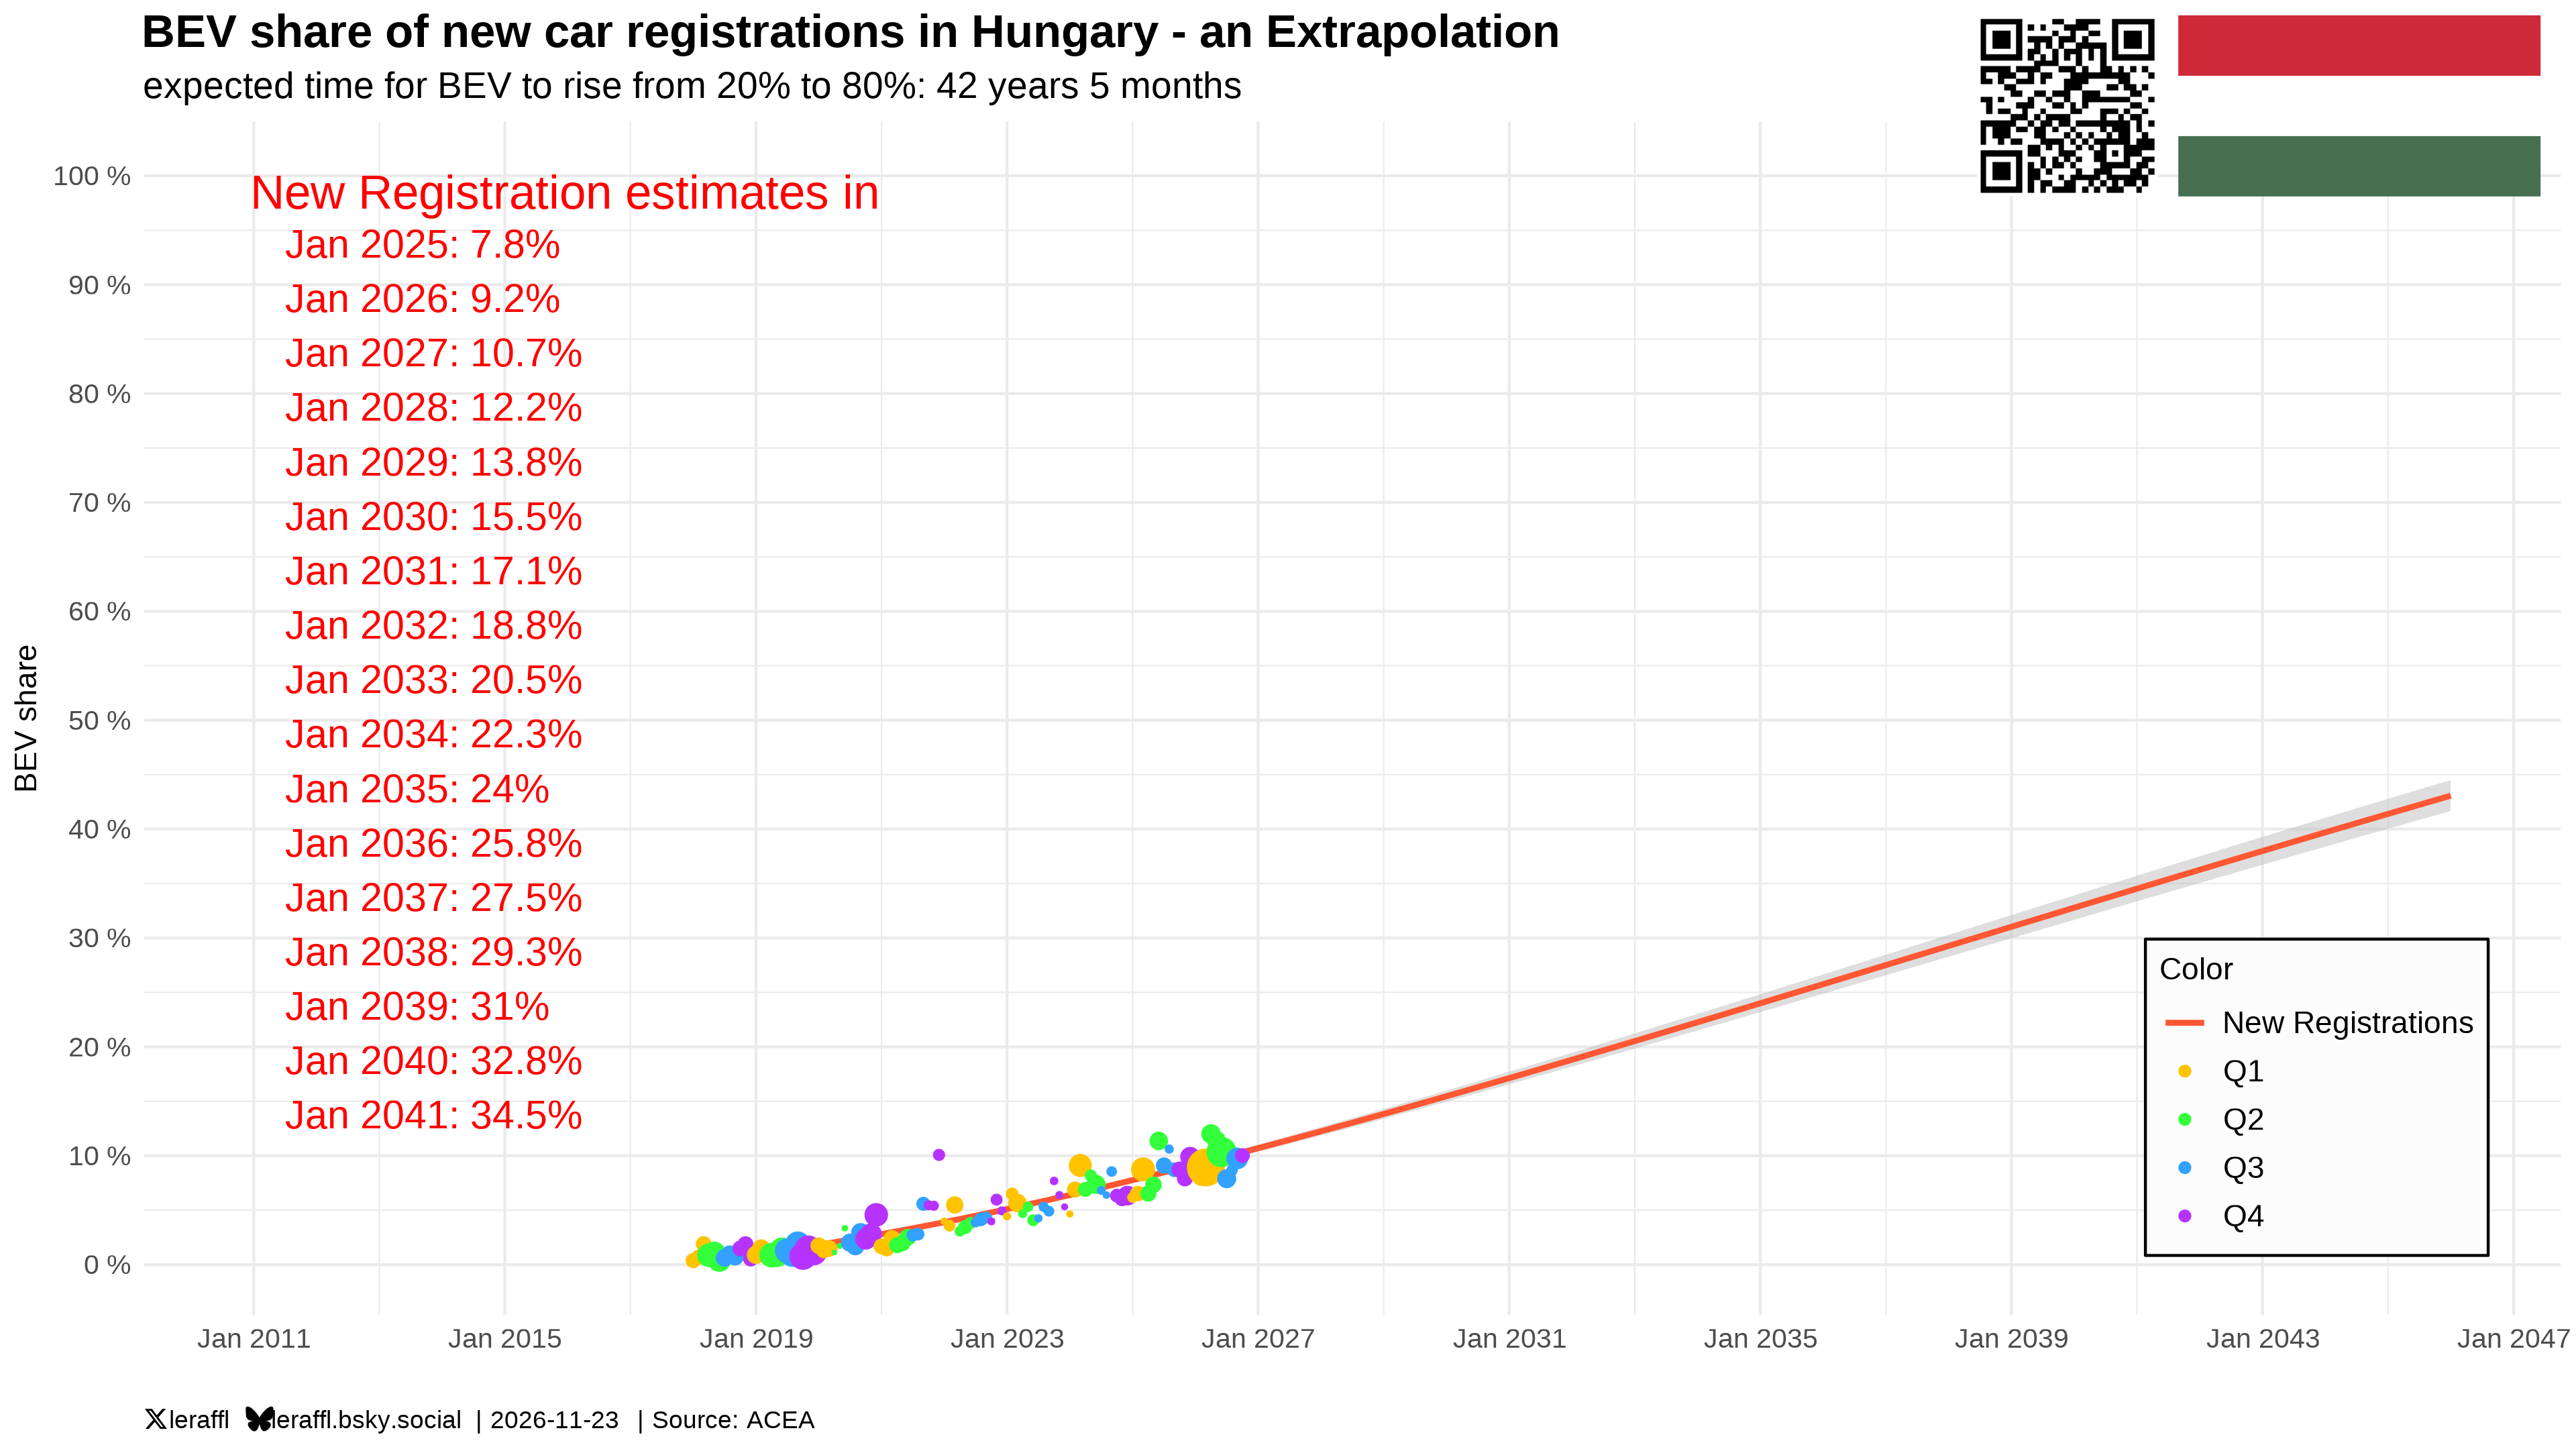 BEV share of new car registrations in Hungary - an Extrapolation
expected time for BEV to rise from 20% to 80%: 42 years 5 months
New Registration estimates in
Jan 2025: 7.8%
Jan 2026: 9.2%
Jan 2027: 10.7%
Jan 2028: 12.2%
Jan 2029: 13.8%
Jan 2030: 15.5%
Jan 2031: 17.1%
Jan 2032: 18.8%
Jan 2033: 20.5%
Jan 2034: 22.3%
Jan 2035: 24%
Jan 2036: 25.8%
Jan 2037: 27.5%
Jan 2038: 29.3%
Jan 2039: 31%
Jan 2040: 32.8%
Jan 2041: 34.5%
BEV share
100 %
90 %
80 %
70 %
60 %
50 %
40 %
30 %
20 %
10 %
0 %
Jan 2011 Jan 2015 Jan 2019 Jan 2023 Jan 2027 Jan 2031 Jan 2035 Jan 2039 Jan 2043 Jan 2047
Color
New Registrations
Q1
Q2
Q3
Q4
leraffl leraffl.bsky.social | 2026-11-23 | Source: ACEA